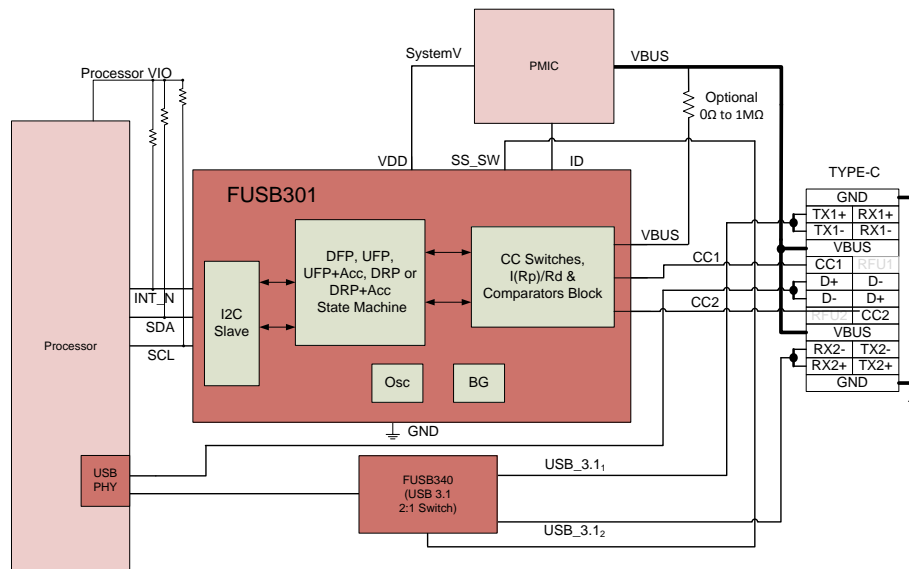 SystemV
PMIC
VBUS
Processor VIO
Optional
0Ω to 1MΩ
VDD
SS_SW
ID
TYPE-C
FUSB301
GND
TX1+ RX1+
TX1- RX1-
VBUS
VBUS
CC1
CC1 RFU1
DFP, UFP,
UFP+Acc, DRP or
DRP+Acc
State Machine
CC Switches,
I(Rp)/Rd &
Comparators Block
D+ D-
D- D+
CC2
RFU2 CC2
VBUS
INT_N
I2C
Slave
SDA
Processor
SCL
RX2- TX2-
RX2+ TX2+
GND
Osc
BG
GND
USB
PHY
FUSB340
(USB 3.1
2:1 Switch)
USB_3.1₁
USB_3.1₂